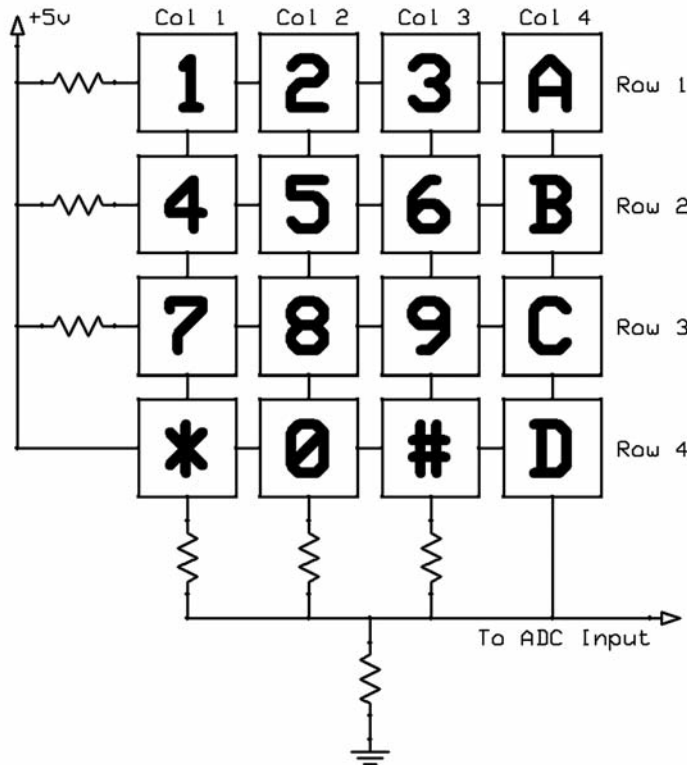 +5v Col 1 Col 2 Col 3 Col 4
1 2 3 A Row 1
4 5 6 B Row 2
7 8 9 C Row 3
* 0 # D Row 4
To ADC Input